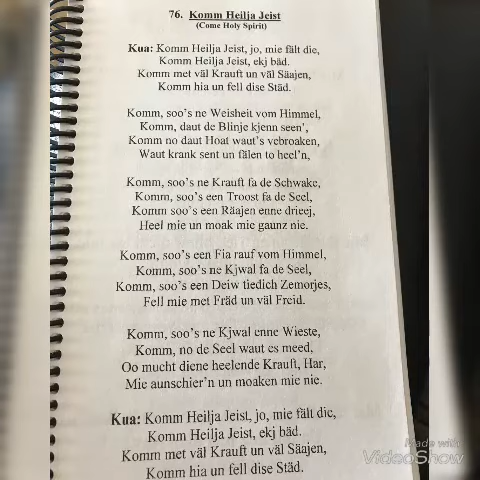 76. Komm Heilja Jeist
(Come Holy Spirit)
Kua: Komm Heilja Jeist, jo, mie fält die,
Komm Heilja Jeist, ekj bäd.
Komm met väl Krauft un väl Säajen,
Komm hia un fell dise Städ.
Komm, soo's ne Weisheit vom Himmel,
Komm, daut de Blinje kjenn seen',
Komm no daut Hoat waut's vebroaken,
Waut krank sent un fälen to heel'n,
Komm, soo's ne Krauft fa de Schwake,
Komm, soo's een Troost fa de Seel,
Komm soo's een Räajen enne drieej,
Heel mie un moak mie gaunz nie.
Komm, soo's een Fia rauf vom Himmel,
Komm, soo's ne Kjwal fa de Seel,
Komm, soo's een Deiw tiedich Zemorjes,
Fell mie met Fräd un väl Freid.
Komm, soo's ne Kjwal enne Wieste,
Komm, no de Seel waut es meed,
Oo mucht diene heelende Krauft, Har,
Mie aunschier'n un moaken mie nie.
Kua: Komm Heilja Jeist, jo, mie fält die,
Komm Heilja Jeist, ekj bäd.
Komm met väl Krauft un väl Säajen,
Komm hia un fell dise Städ.
Made with
VideoShow